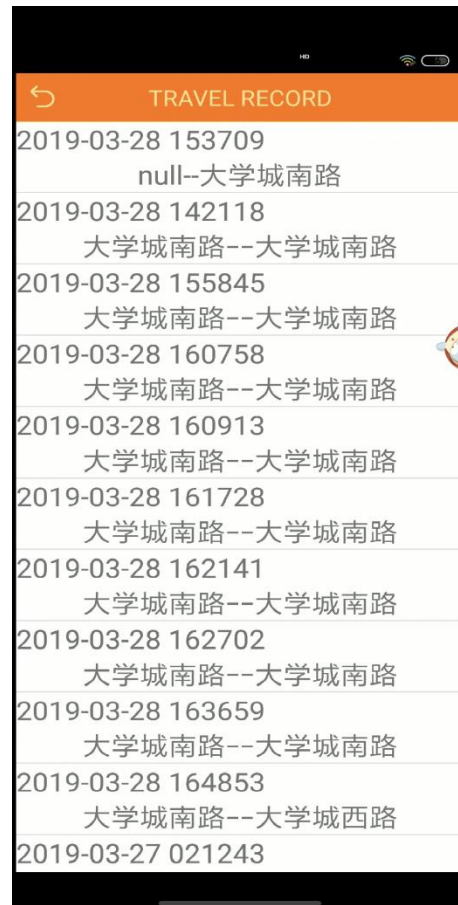 HD
TRAVEL RECORD
2019-03-28 153709
null--大学城南路
2019-03-28 142118
大学城南路--大学城南路
2019-03-28 155845
大学城南路--大学城南路
2019-03-28 160758
大学城南路--大学城南路
2019-03-28 160913
大学城南路--大学城南路
2019-03-28 161728
大学城南路--大学城南路
2019-03-28 162141
大学城南路--大学城南路
2019-03-28 162702
大学城南路--大学城南路
2019-03-28 163659
大学城南路--大学城南路
2019-03-28 164853
大学城南路--大学城西路
2019-03-27 021243